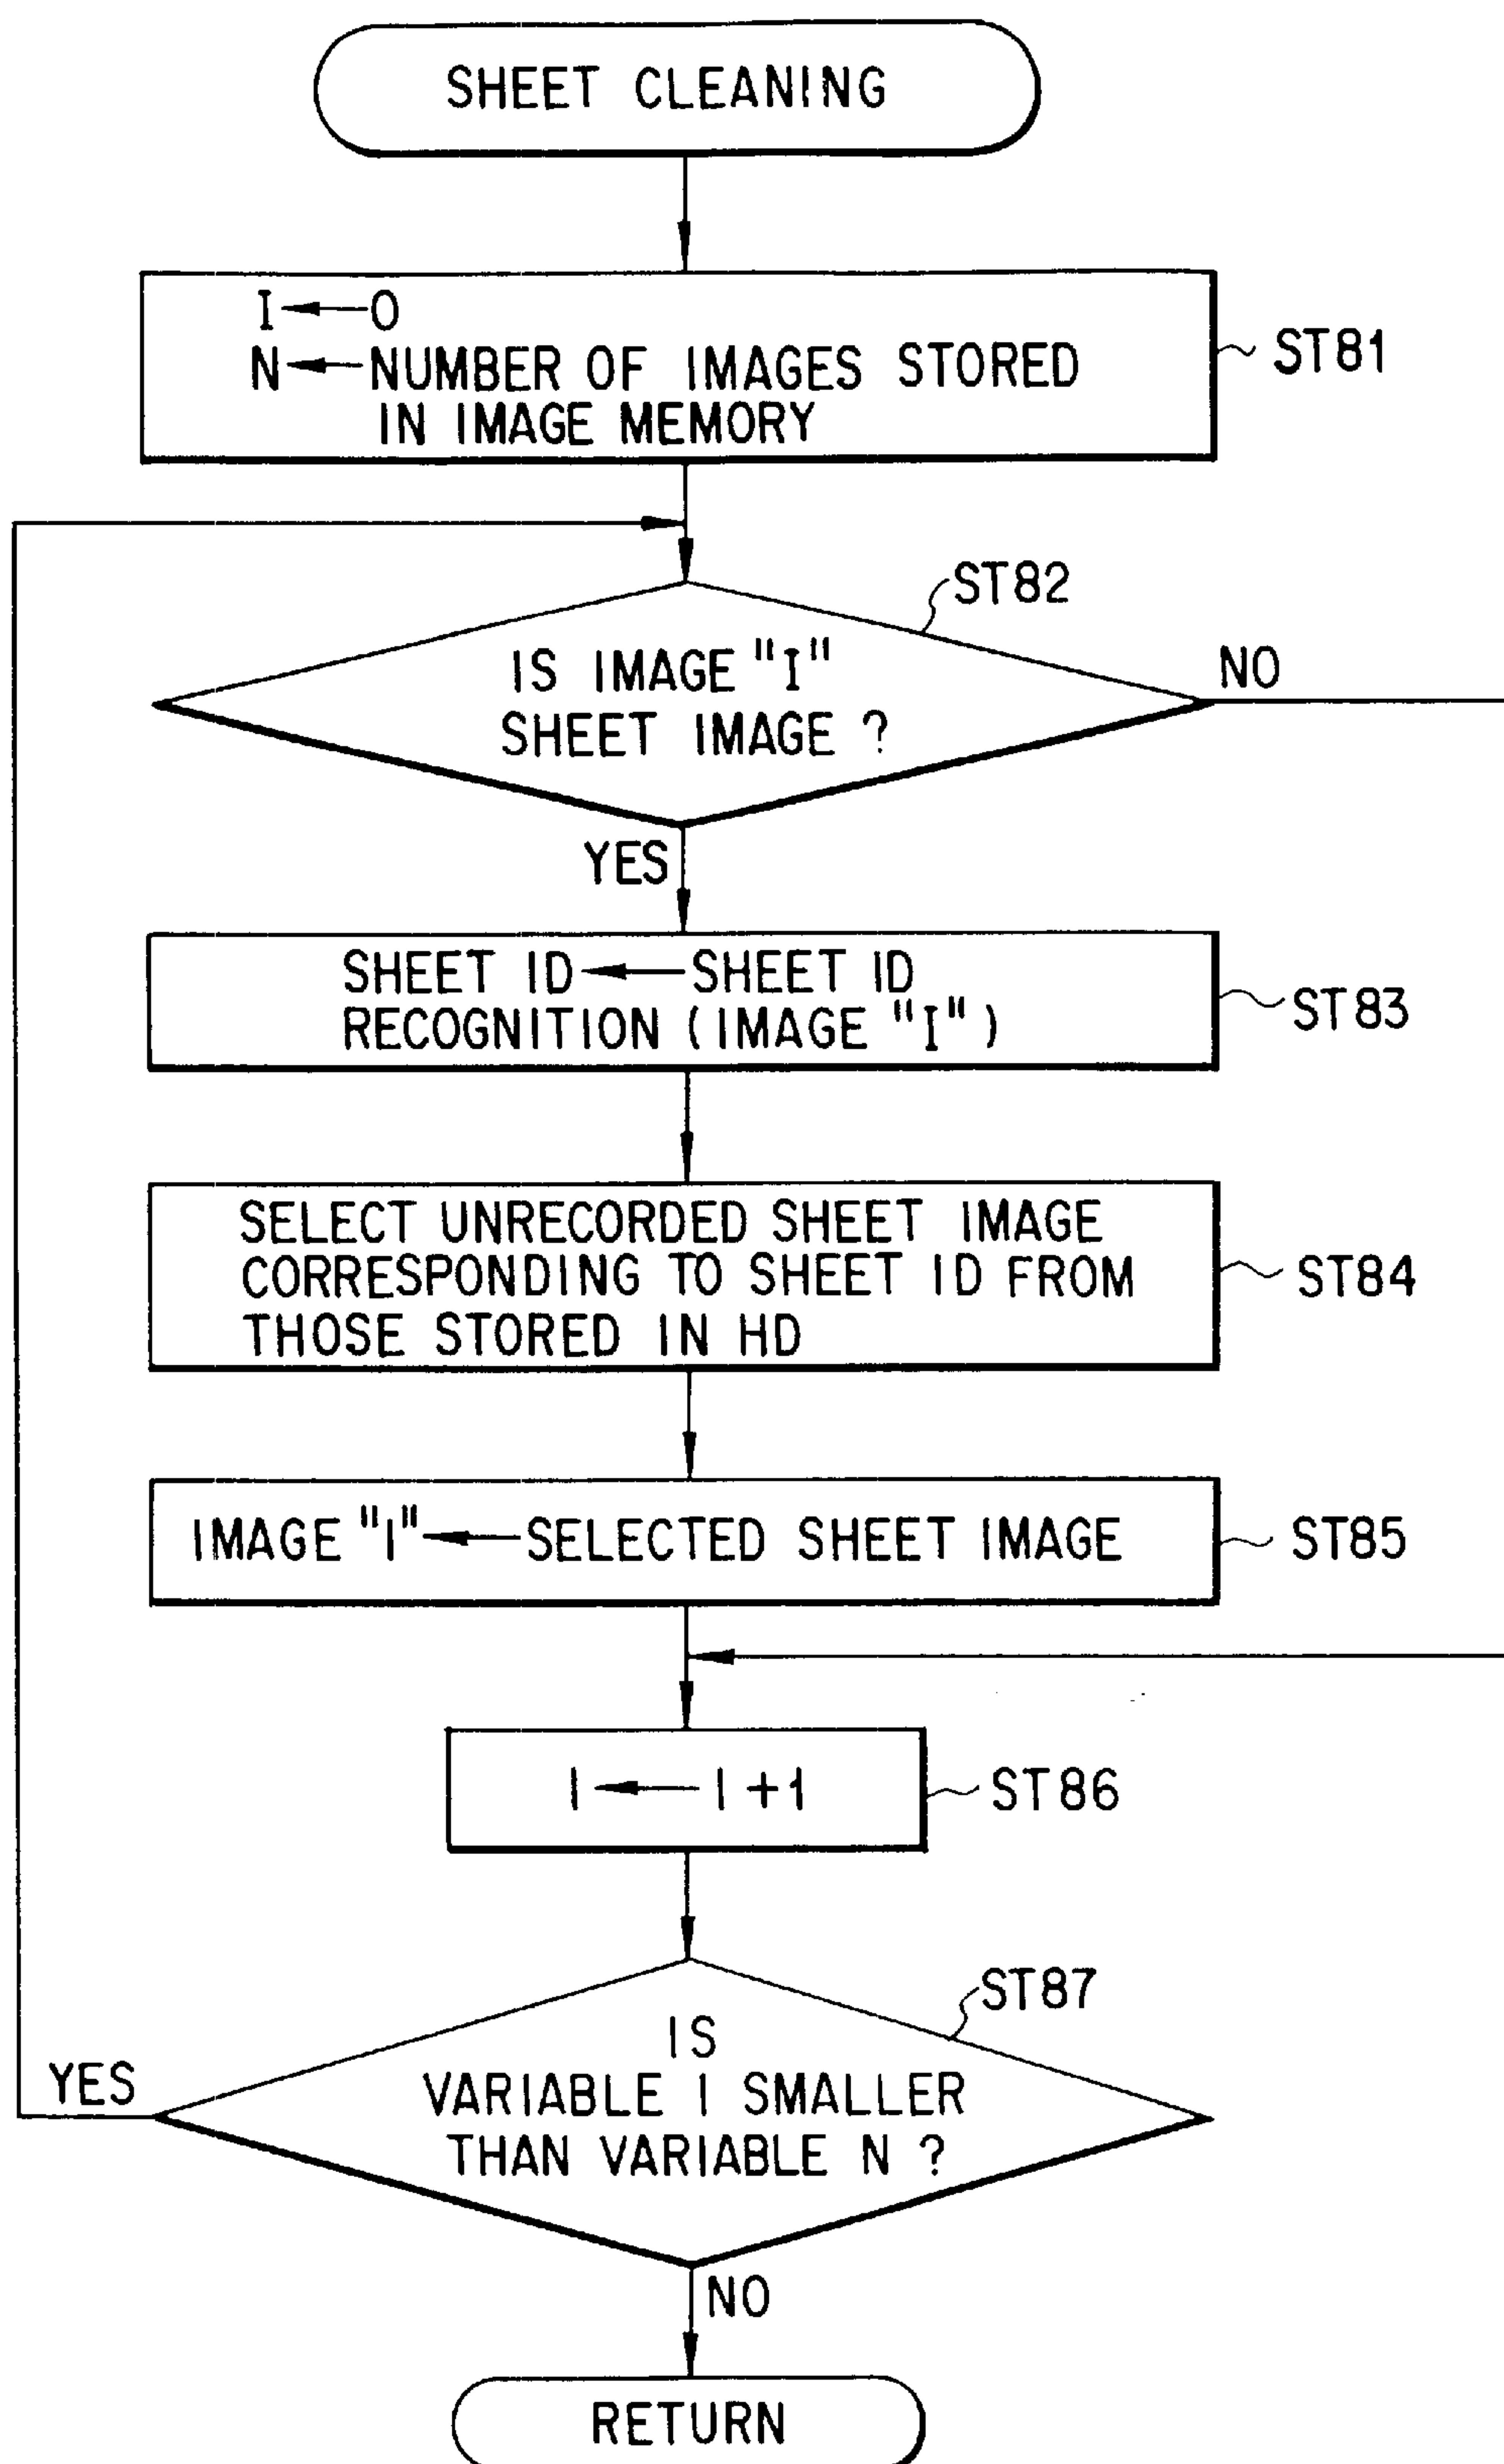 SHEET CLEANING
I←0
N←NUMBER OF IMAGES STORED
IN IMAGE MEMORY
ST81
ST82
IS IMAGE "I"
SHEET IMAGE ?
NO
YES
SHEET ID←SHEET ID
RECOGNITION (IMAGE "I")
ST83
SELECT UNRECORDED SHEET IMAGE
CORRESPONDING TO SHEET ID FROM
THOSE STORED IN HD
ST84
IMAGE "I"←SELECTED SHEET IMAGE
ST85
I←I+1
ST86
ST87
IS
VARIABLE I SMALLER
THAN VARIABLE N ?
YES
NO
RETURN